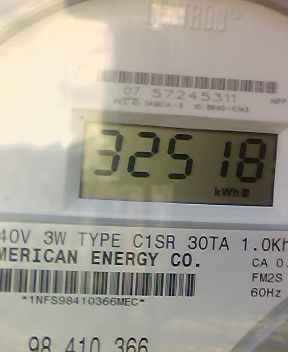 CENTRON®
07 57245311
32518
kWh
40V 3W TYPE C1SR 30TA 1.0Kh
MERICAN ENERGY CO.
CA 0.
FM2S
*1NFS98410366MEC*
60Hz
98 410 366